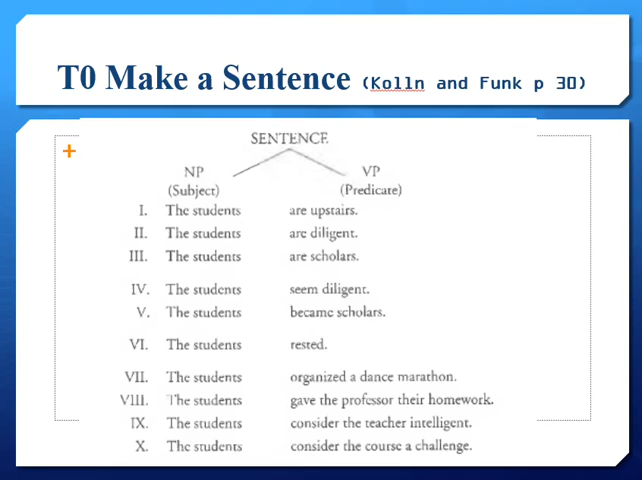 T0 Make a Sentence (Kolln and Funk p 30)
+
SENTENCE
NP VP
(Subject) (Predicate)
I. The students are upstairs.
II. The students are diligent.
III. The students are scholars.
IV. The students seem diligent.
V. The students became scholars.
VI. The students rested.
VII. The students organized a dance marathon.
VIII. The students gave the professor their homework.
IX. The students consider the teacher intelligent.
X. The students consider the course a challenge.